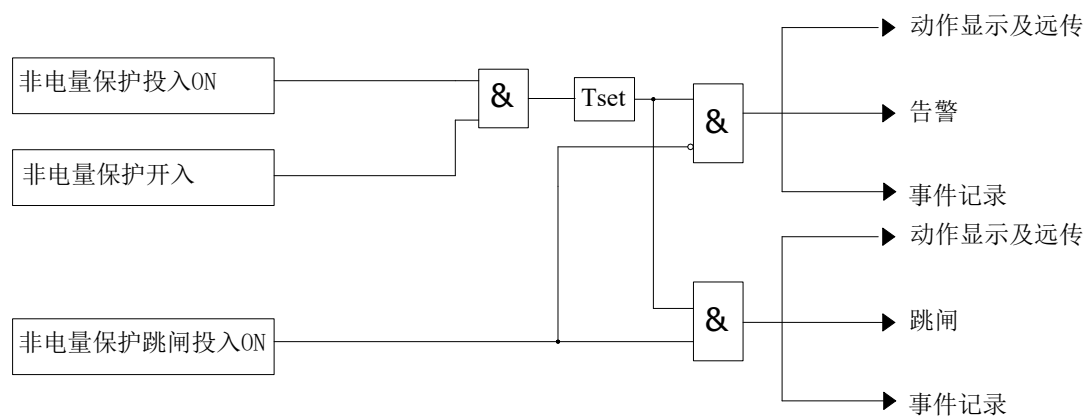 动作显示及远传
非电量保护投入ON
&
Tset
&
告警
非电量保护开入
事件记录
动作显示及远传
非电量保护跳闸投入ON
&
跳闸
事件记录